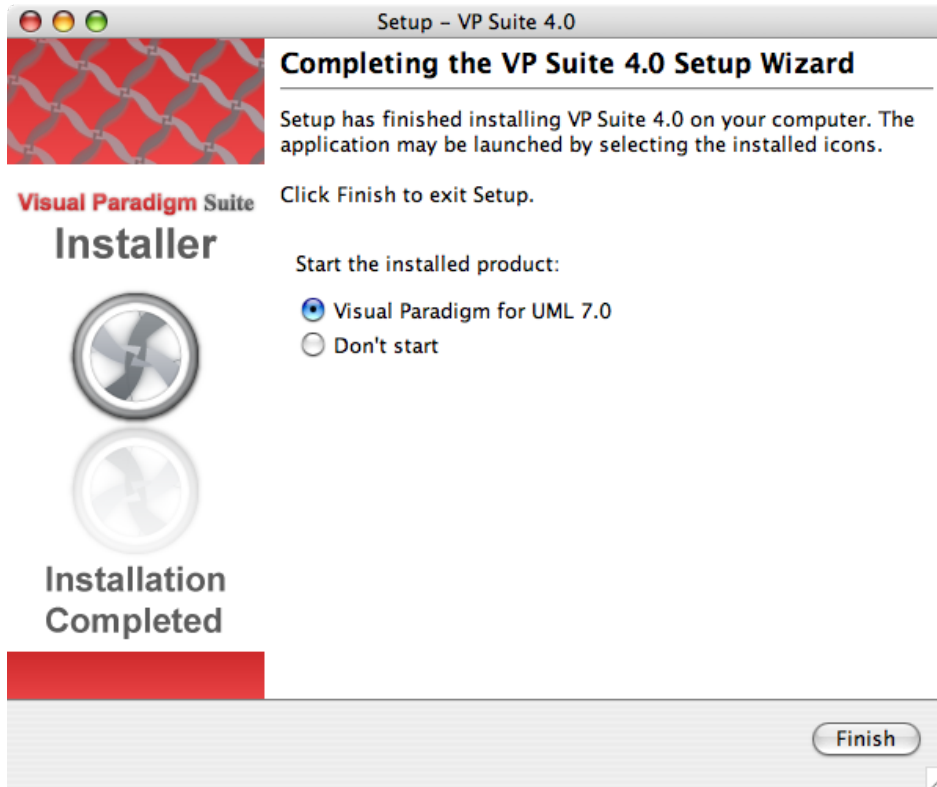 Setup – VP Suite 4.0
Completing the VP Suite 4.0 Setup Wizard
Setup has finished installing VP Suite 4.0 on your computer. The
application may be launched by selecting the installed icons.
Click Finish to exit Setup.
Visual Paradigm Suite
Installer
Start the installed product:
Visual Paradigm for UML 7.0
Don't start
Installation
Completed
Finish